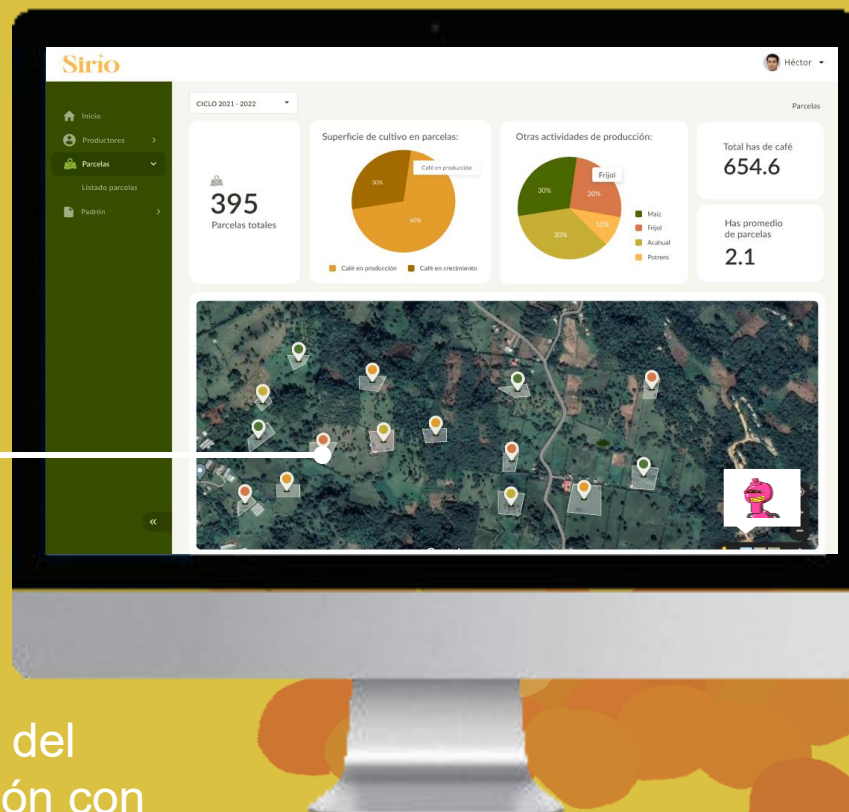 Sirio
Héctor
CICLO 2021 - 2022
Parcelas
Inicio
Productores
Parcelas
Listado parcelas
Padrón
395
Parcelas totales
Superficie de cultivo en parcelas:
Café en producción
30%
60%
Café en producción
Café en crecimiento
Otras actividades de producción:
Frijol
30%
20%
10%
30%
Maíz
Frijol
Acahual
Potrero
Total has de café
654.6
Has promedio
de parcelas
2.1
del
ón con